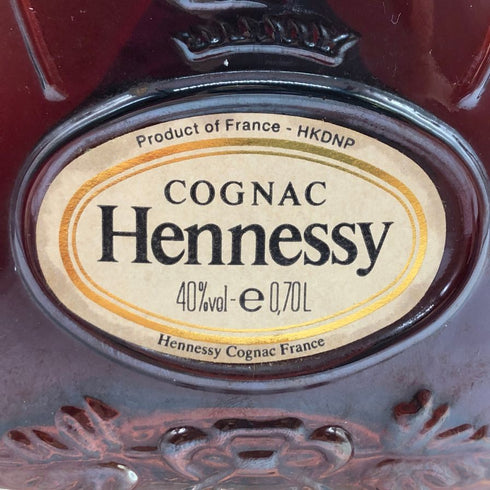 Product of France - HKDNP
COGNAC
Hennessy
40%vol - e 0,70L
Hennessy Cognac France